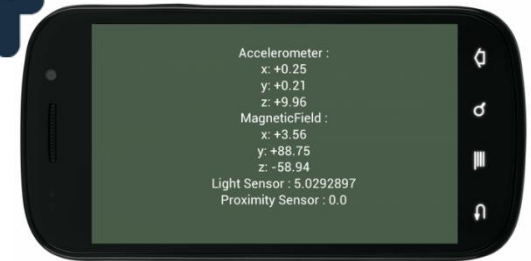 Accelerometer :
x: +0.25
y: +0.21
z: +9.96
MagneticField :
x: +3.56
y: +88.75
z: -58.94
Light Sensor : 5.0292897
Proximity Sensor : 0.0